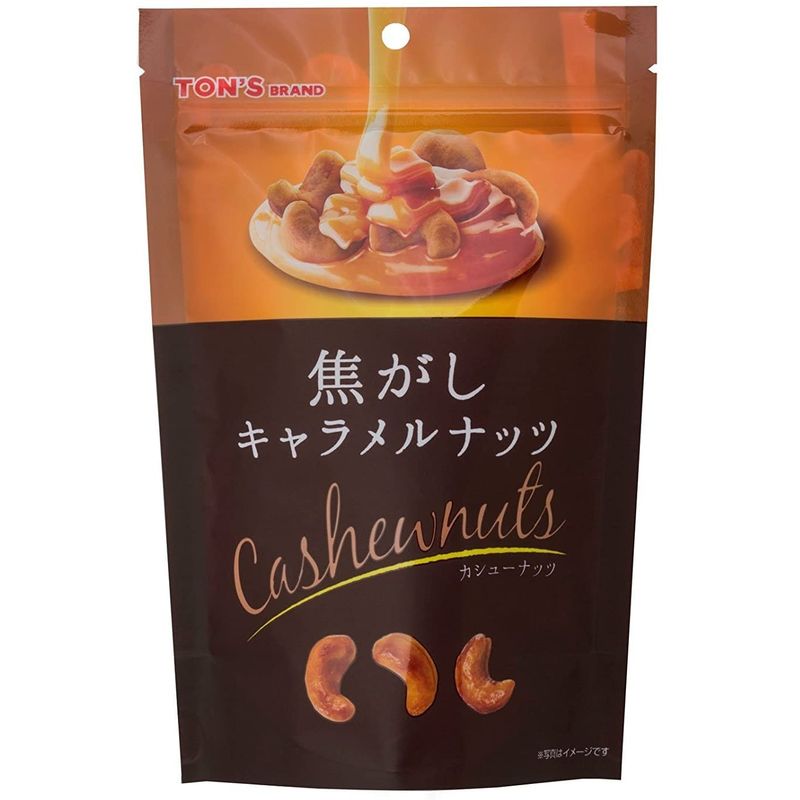 TON'S BRAND
焦がし
キャラメルナッツ
Cashewnuts
カシューナッツ
※写真はイメージです